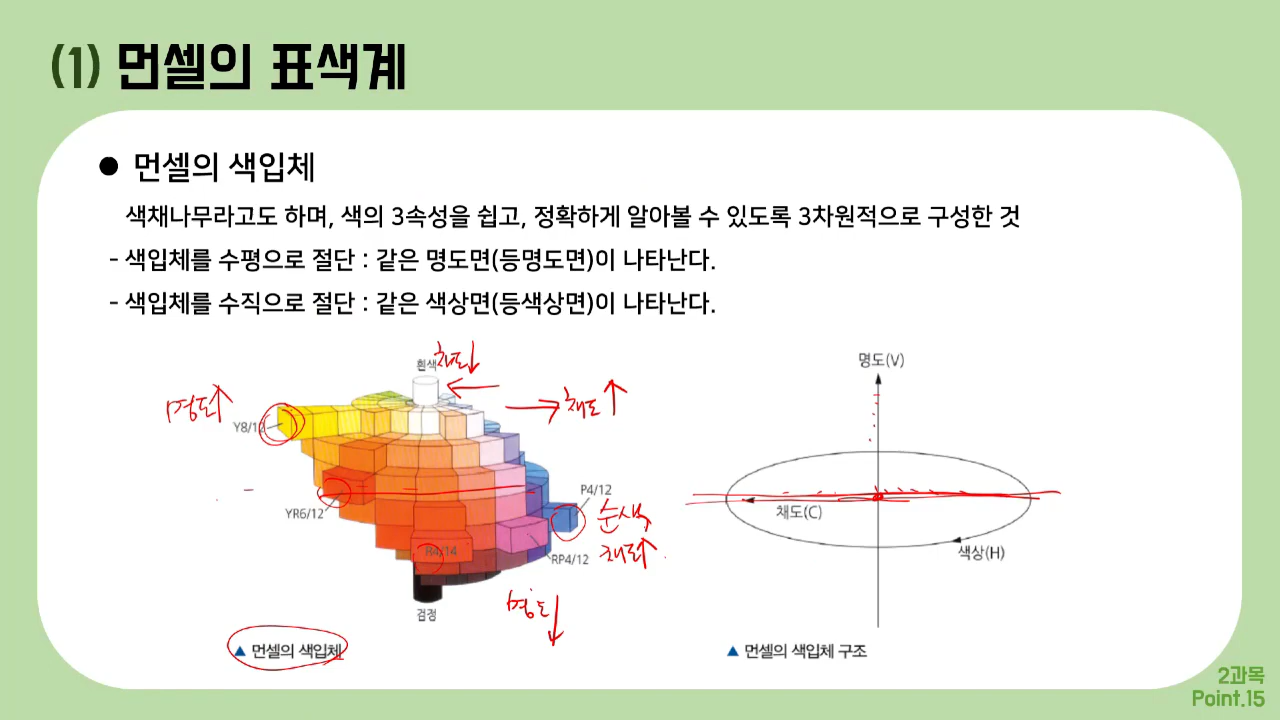 (1) 먼셀의 표색계
● 먼셀의 색입체
색채나무라고도 하며, 색의 3속성을 쉽고, 정확하게 알아볼 수 있도록 3차원적으로 구성한 것
- 색입체를 수평으로 절단 : 같은 명도면(등명도면)이 나타난다.
- 색입체를 수직으로 절단 : 같은 색상면(등색상면)이 나타난다.
흰색
채도↓
명도↑
채도↑
Y8/12
YR6/12
R4/14
P4/12
순색
채도↑
RP4/12
명도↓
검정
▲ 먼셀의 색입체
명도(V)
채도(C)
색상(H)
▲ 먼셀의 색입체 구조
2과목
Point.15